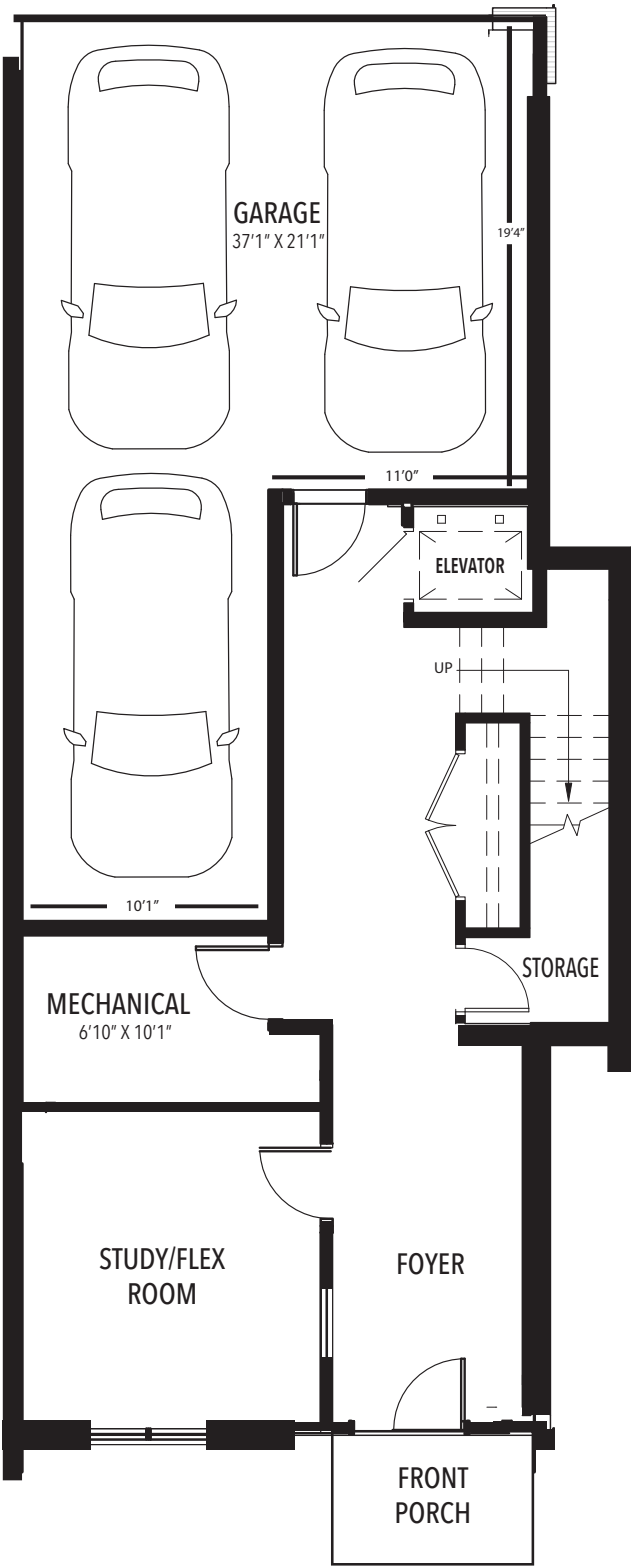 GARAGE
37'1" X 21'1"
19'4"
11'0"
ELEVATOR
UP
10'1"
STORAGE
MECHANICAL
6'10" X 10'1"
STUDY/FLEX
ROOM
FOYER
FRONT
PORCH